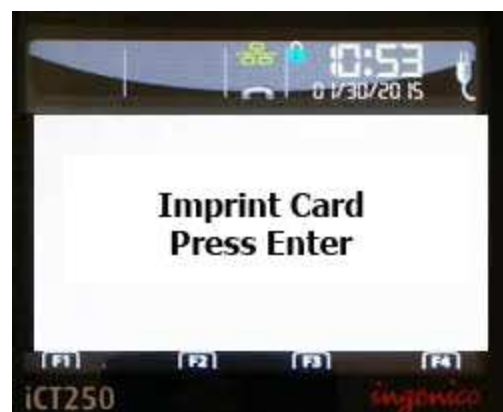 10:53
01/30/2015
Imprint Card
Press Enter
F1 F2 F3 F4
iCT250 ingenico